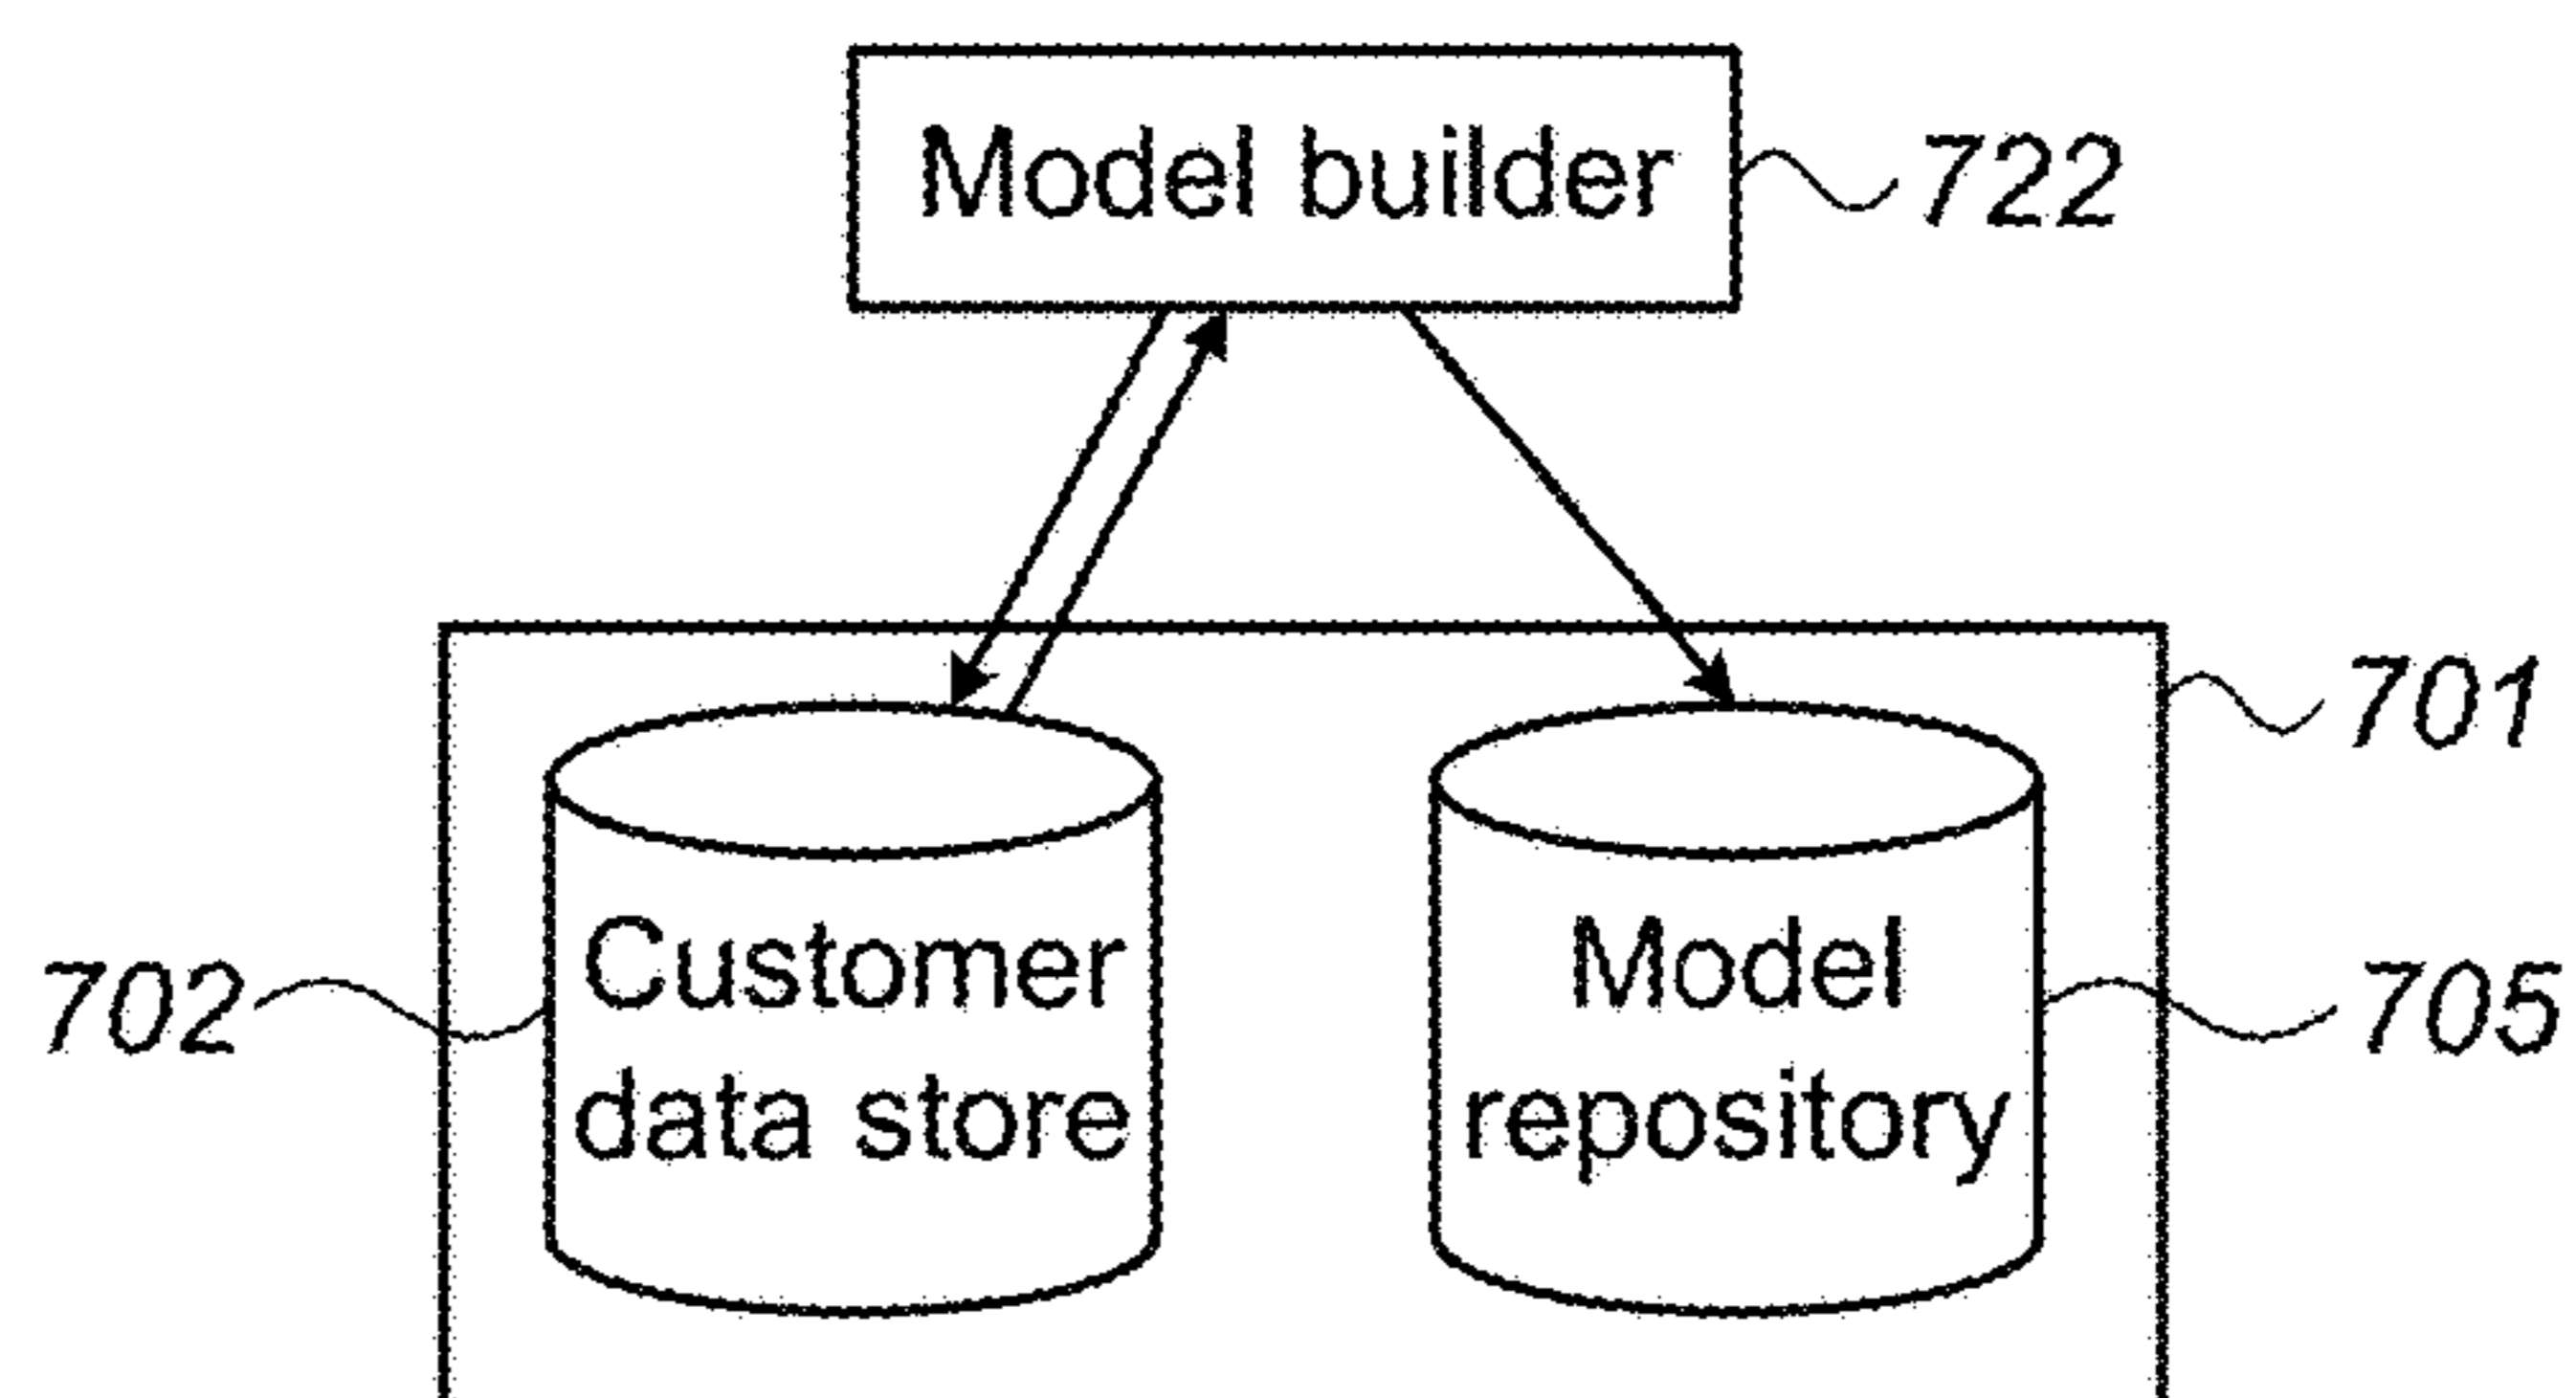 Model builder
722
701
702
Customer
data store
Model
repository
705